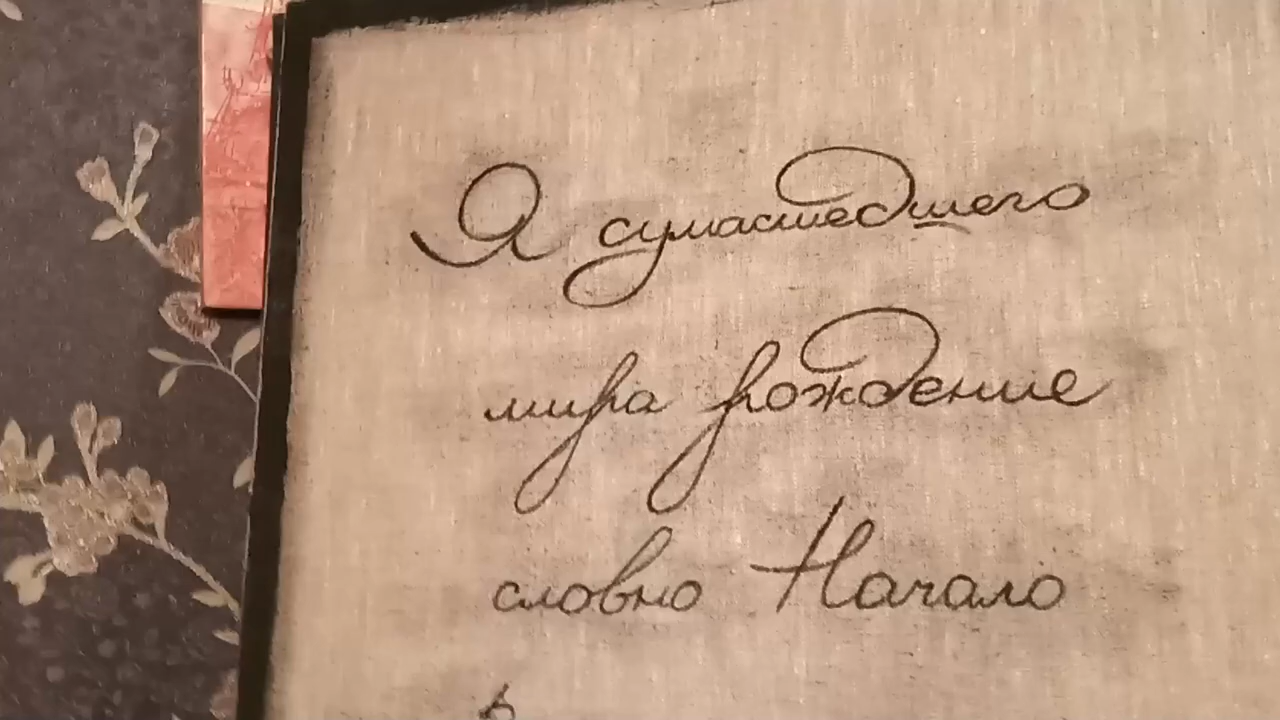 Я сумасшедшего
мира рождение
словно Начало